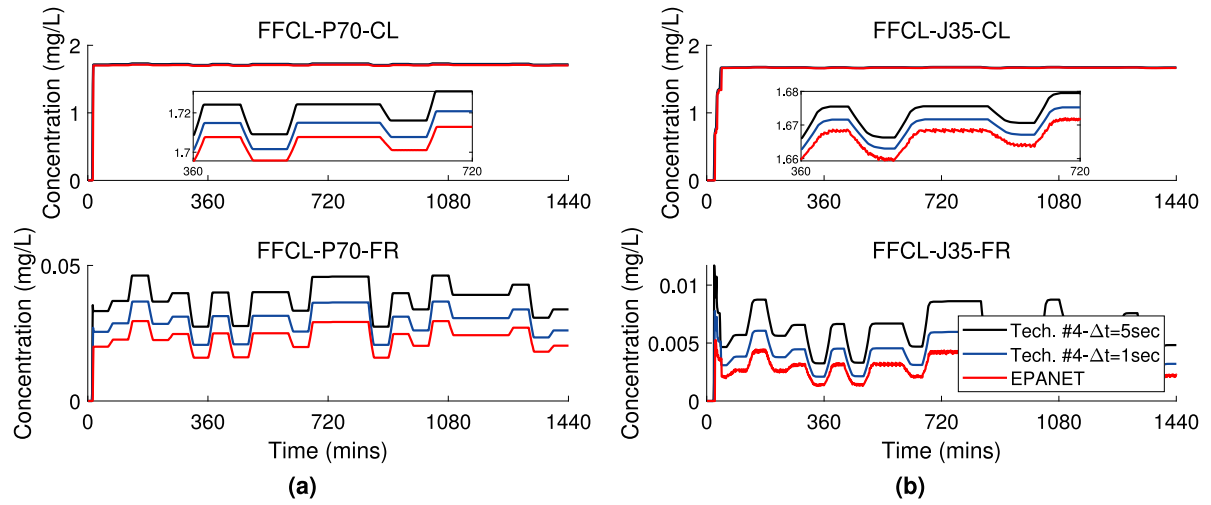 FFCL-P70-CL
Concentration (mg/L)
2
1
0
1.72
1.7
360
720
0
360
720
1080
1440
FFCL-P70-FR
Concentration (mg/L)
0.05
0
0
360
720
1080
1440
Time (mins)
(a)
FFCL-J35-CL
Concentration (mg/L)
2
1
0
1.68
1.67
1.66
360
720
0
360
720
1080
1440
FFCL-J35-FR
Concentration (mg/L)
0.01
0.005
0
Tech. #4-Δt=5sec
Tech. #4-Δt=1sec
EPANET
0
360
720
1080
1440
Time (mins)
(b)